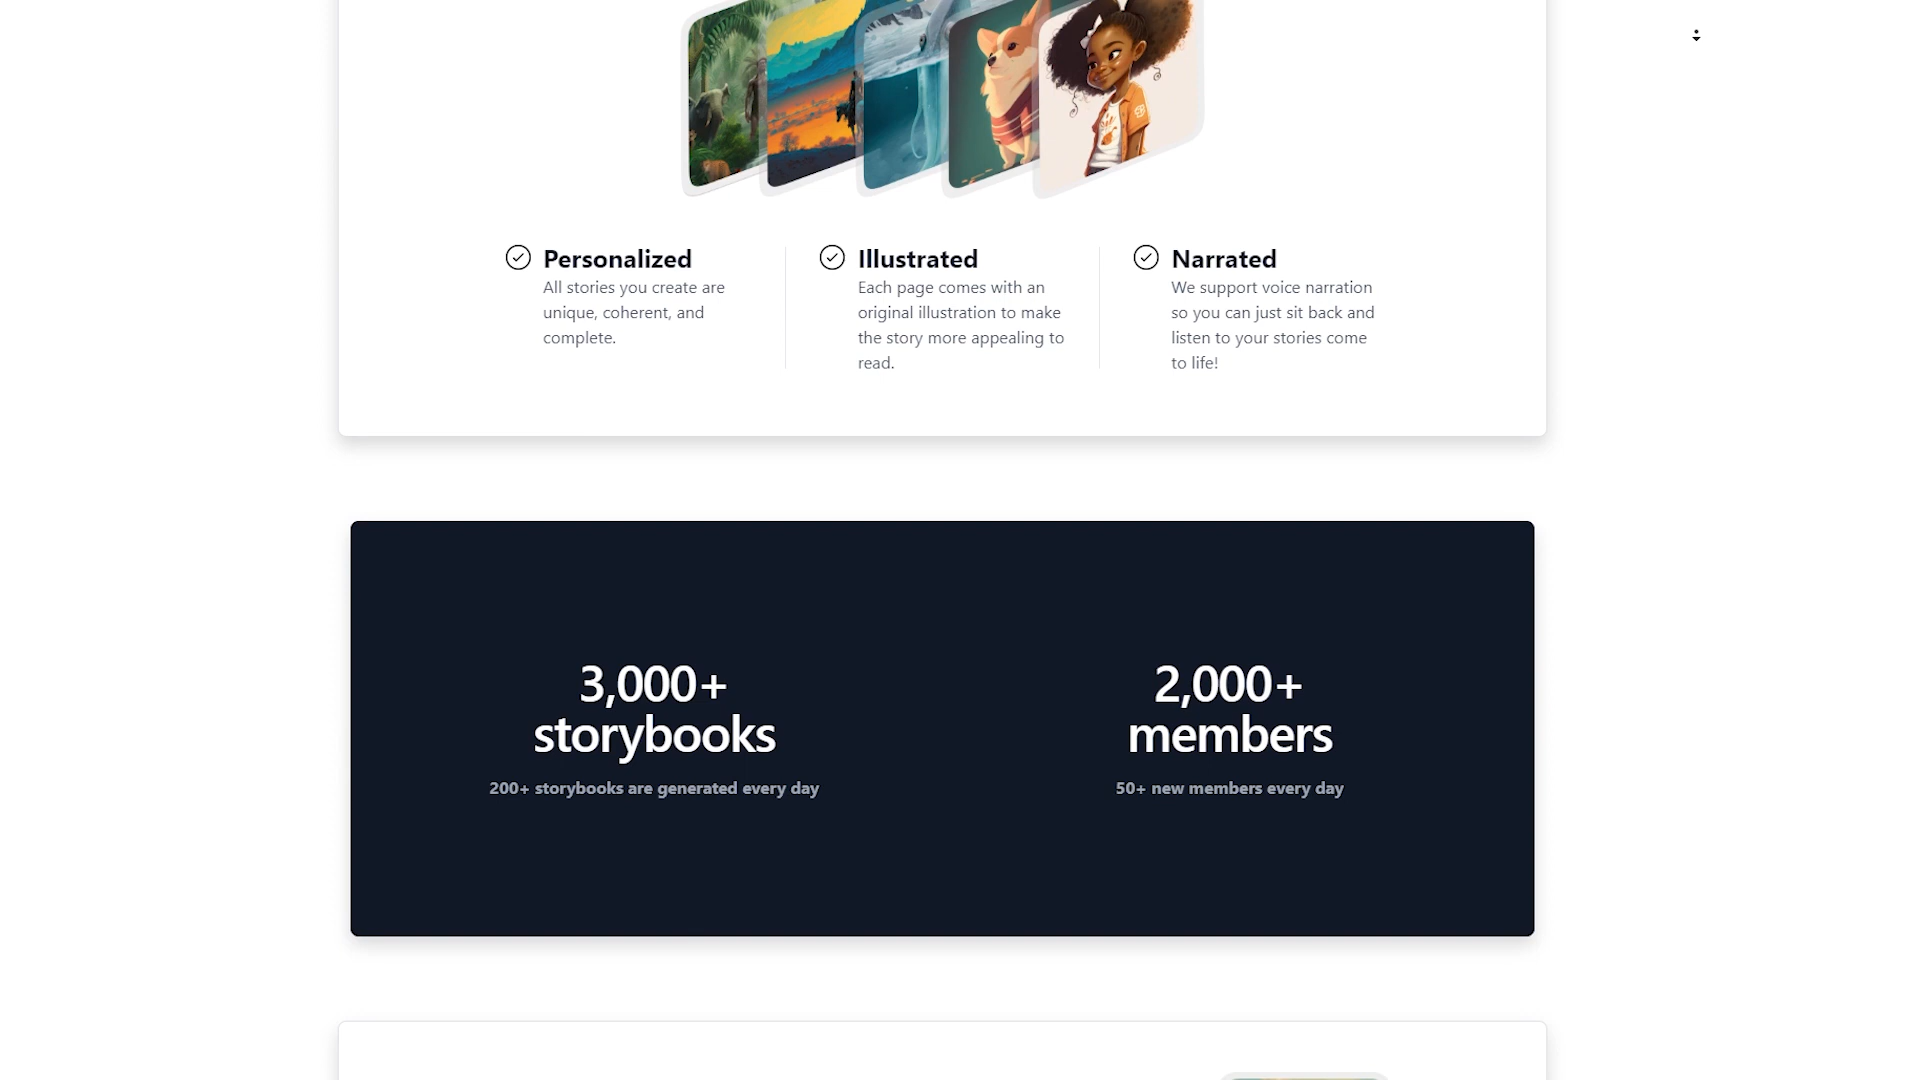 Personalized
All stories you create are
unique, coherent, and
complete.
Illustrated
Each page comes with an
original illustration to make
the story more appealing to
read.
Narrated
We support voice narration
so you can just sit back and
listen to your stories come
to life!
3,000+
storybooks
200+ storybooks are generated every day
2,000+
members
50+ new members every day